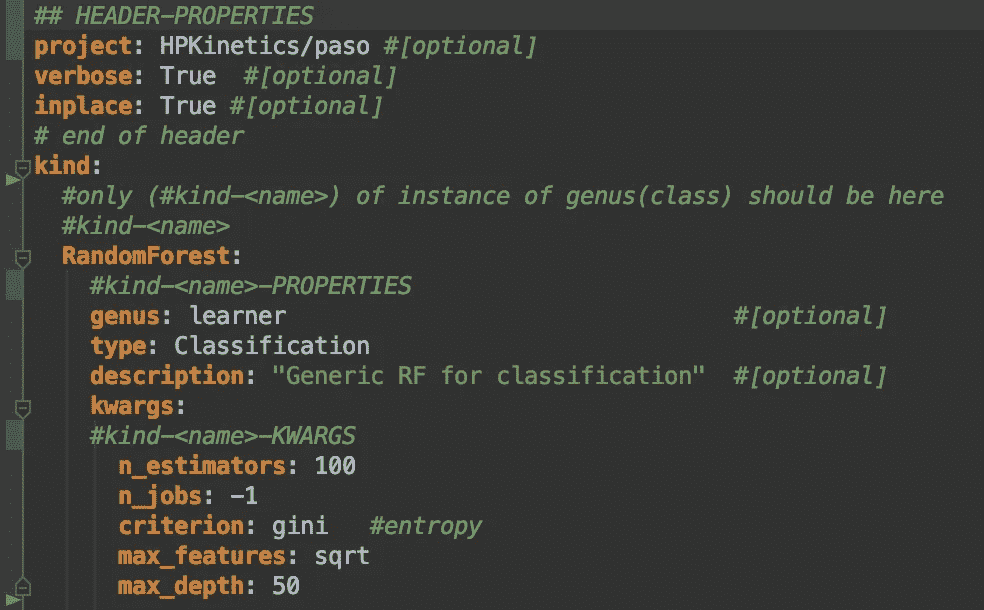 ## HEADER-PROPERTIES
project: HPKinetics/paso #[optional]
verbose: True  #[optional]
inplace: True #[optional]
# end of header
kind:
  #only (#kind-<name>) of instance of genus(class) should be here
  #kind-<name>
  RandomForest:
    #kind-<name>-PROPERTIES
    genus: learner                                #[optional]
    type: Classification
    description: "Generic RF for classification"  #[optional]
    kwargs:
    #kind-<name>-KWARGS
      n_estimators: 100
      n_jobs: -1
      criterion: gini   #entropy
      max_features: sqrt
      max_depth: 50